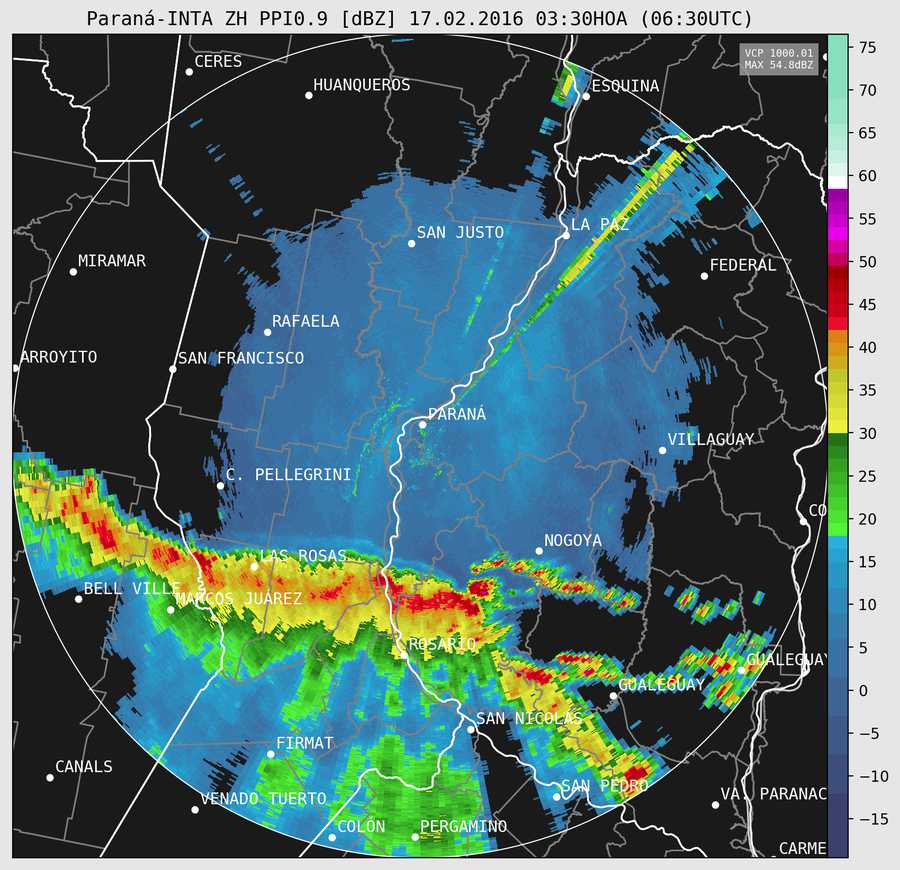 Paraná-INTA ZH PPI0.9 [dBZ] 17.02.2016 03:30HOA (06:30UTC)
VCP 1000.01
MAX 54.8dBZ
CERES
HUANQUEROS
ESQUINA
SAN JUSTO
LA PAZ
MIRAMAR
FEDERAL
RAFAELA
ARROYITO
SAN FRANCISCO
PARANÁ
VILLAGUAY
C. PELLEGRINI
CO
NOGOYA
LAS ROSAS
BELL VILLE
MARCOS JUAREZ
ROSARIO
GUALEGUAY
GUALEGUAY
SAN NICOLAS
FIRMAT
CANALS
SAN PEDRO
VENADO TUERTO
VA. PARANAC
COLÓN
PERGAMINO
CARME
75
70
65
60
55
50
45
40
35
30
25
20
15
10
5
0
−5
−10
−15